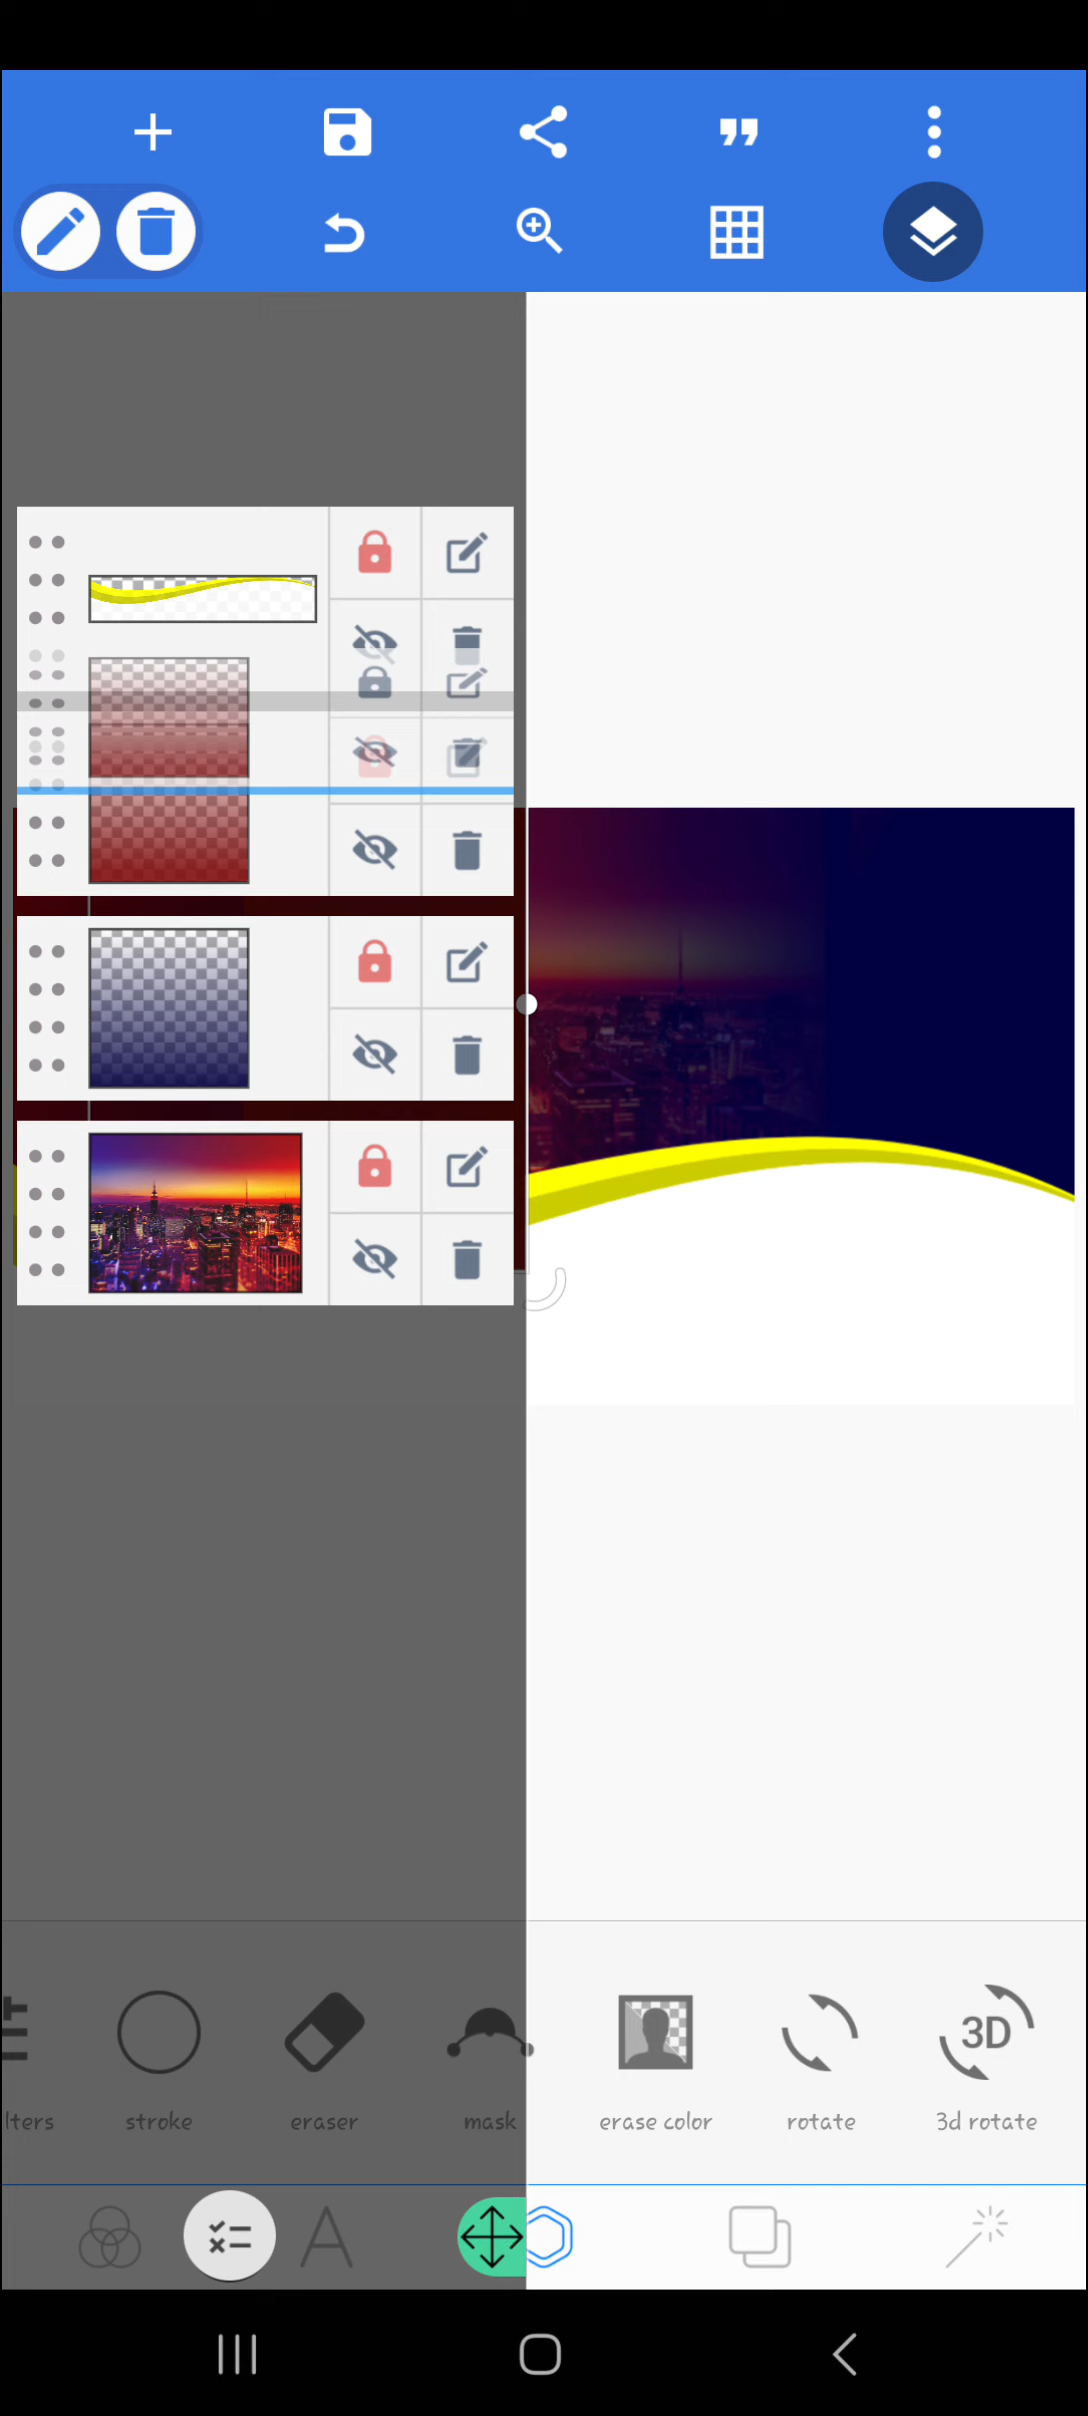 3D
lters
stroke
eraser
mask
erase color
rotate
3d rotate